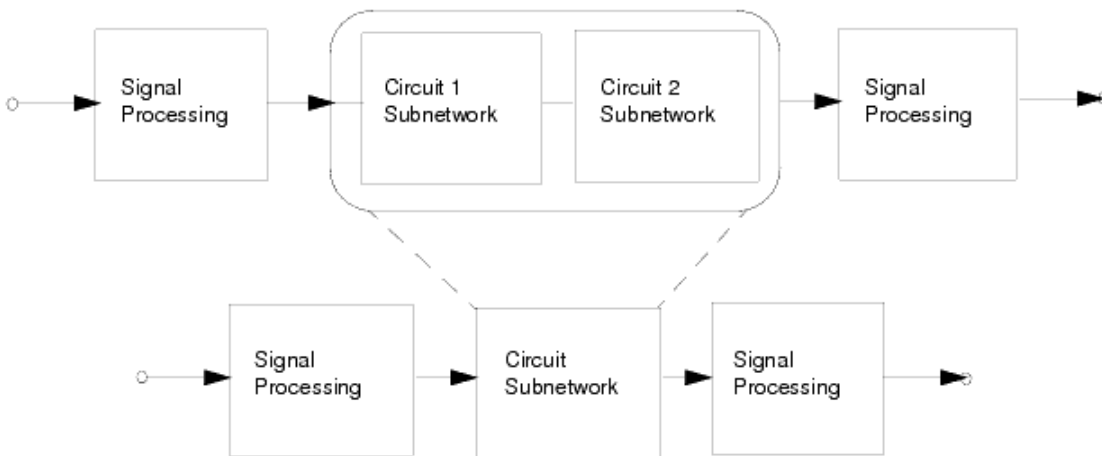 Signal
Processing
Circuit 1
Subnetwork
Circuit 2
Subnetwork
Signal
Processing
Signal
Processing
Circuit
Subnetwork
Signal
Processing